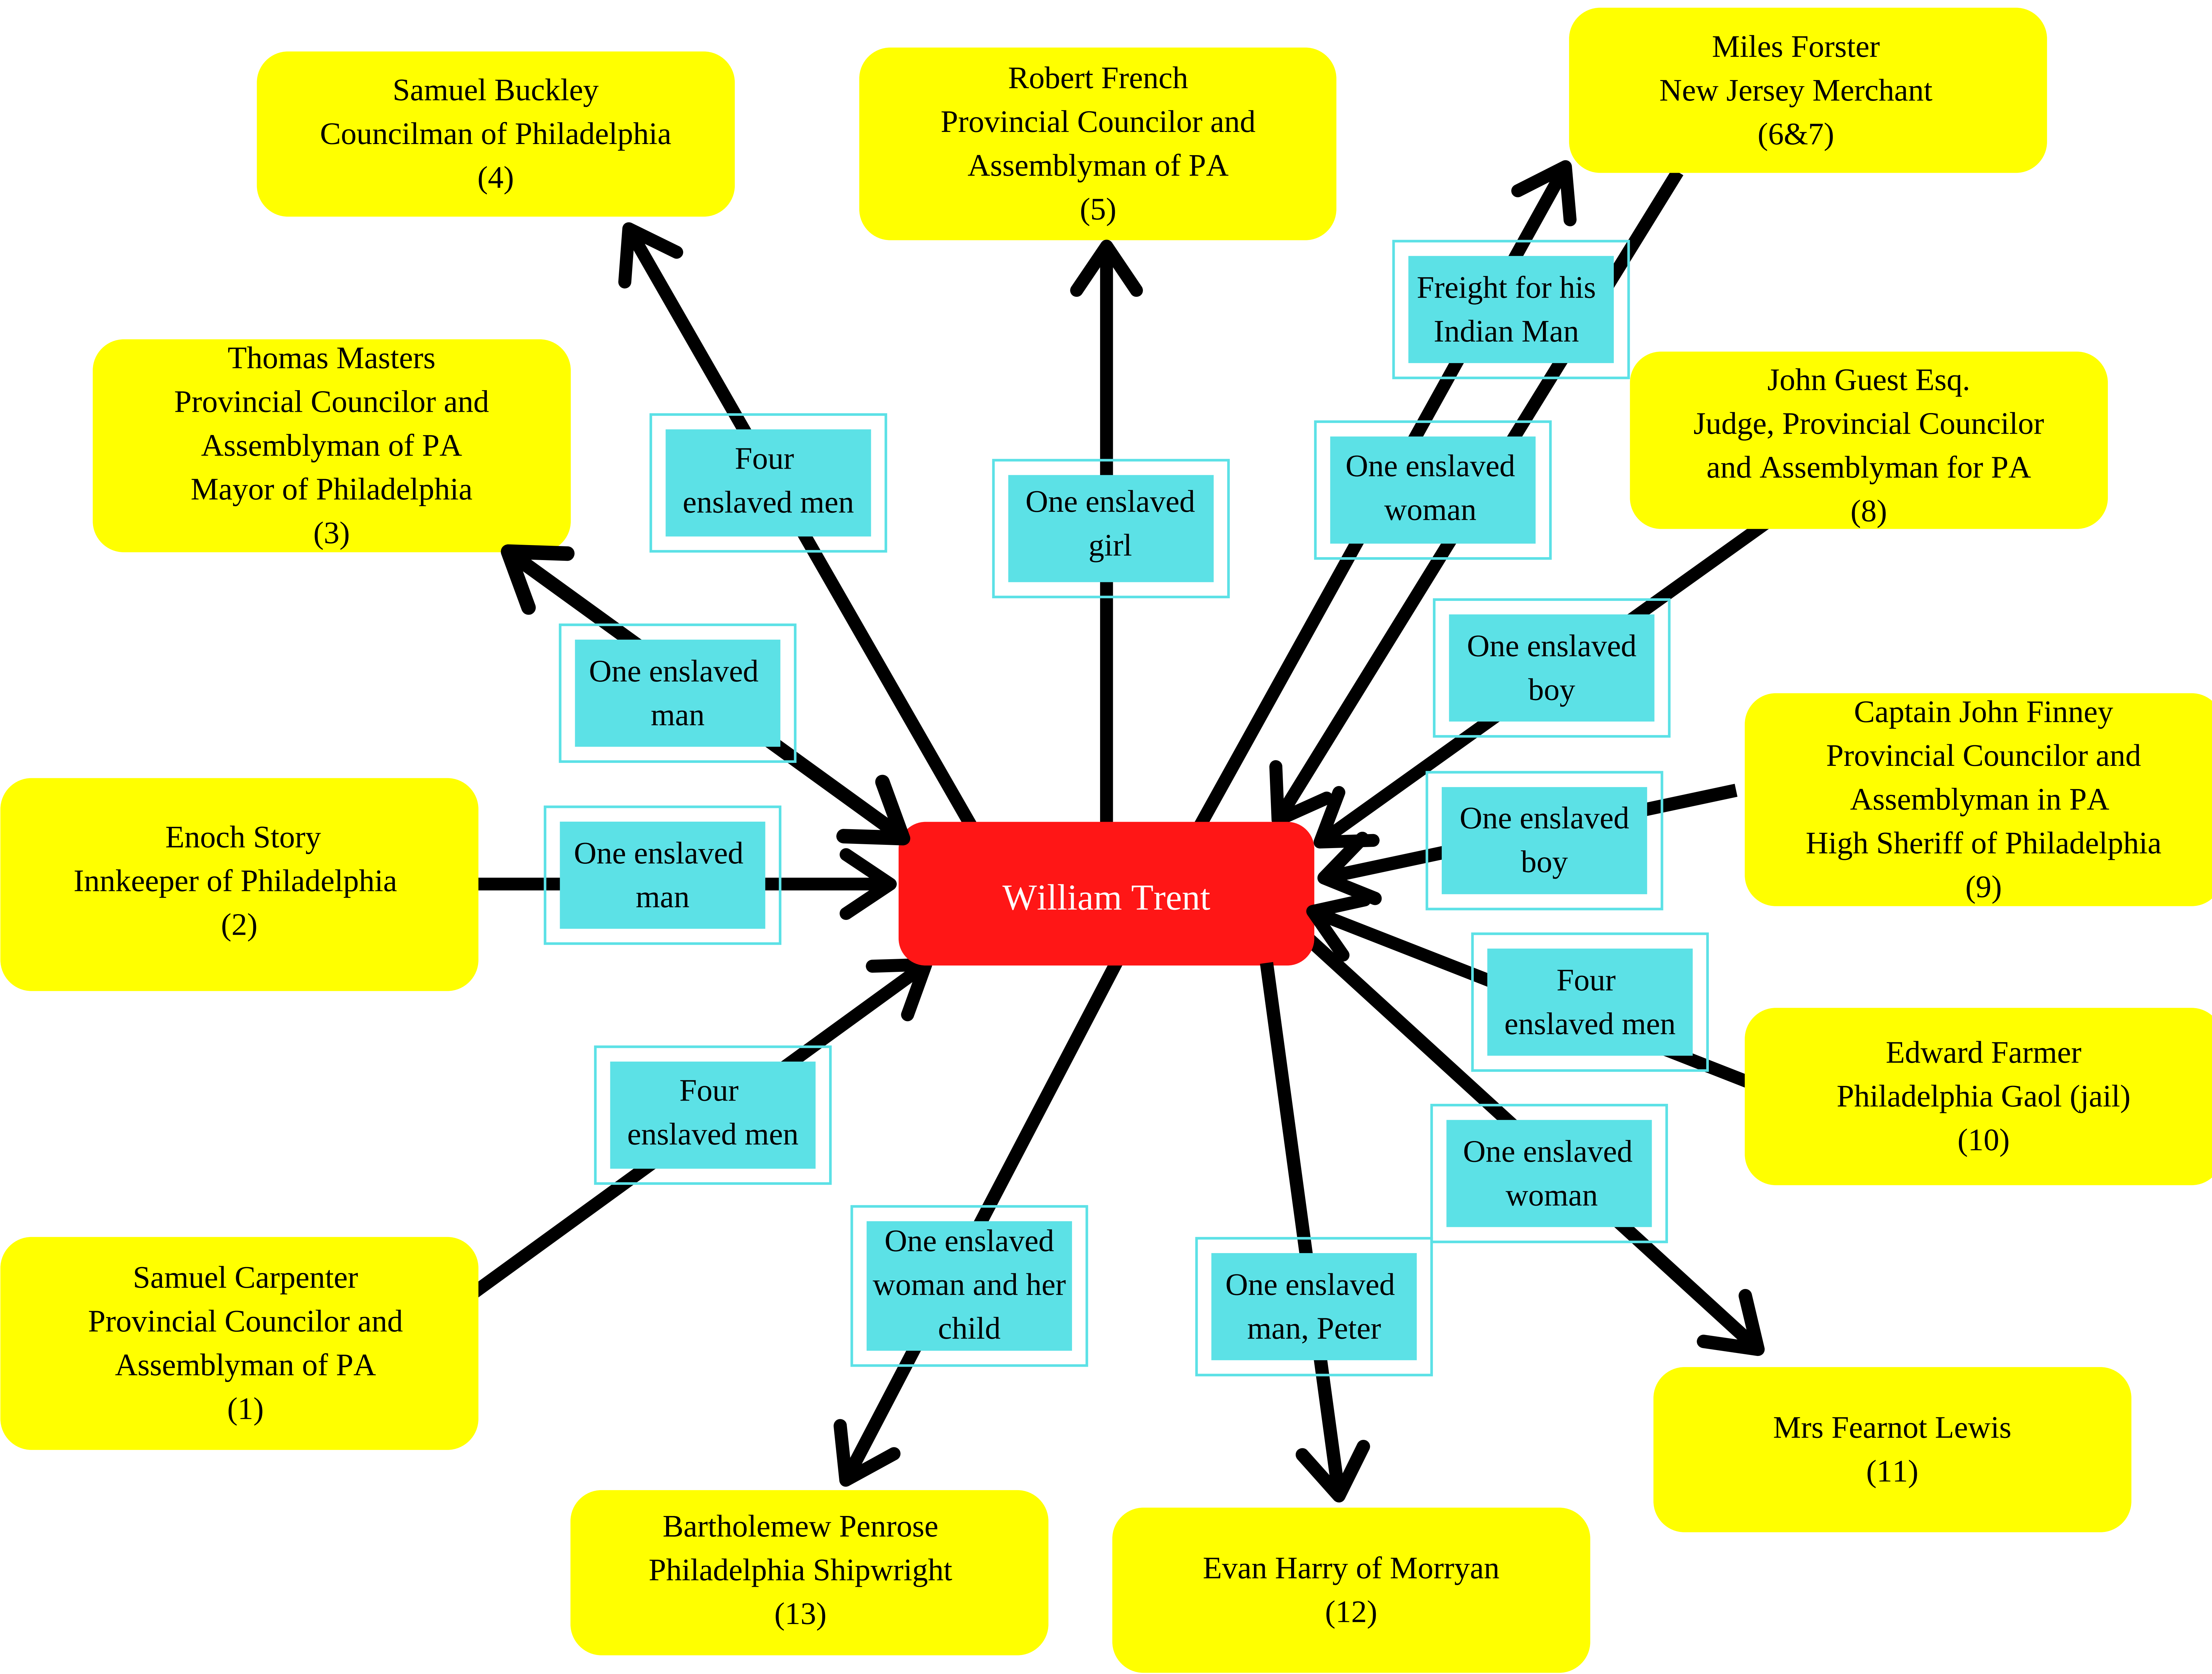 Samuel Buckley
Councilman of Philadelphia
(4)
Robert French
Provincial Councilor and
Assemblyman of PA
(5)
Miles Forster
New Jersey Merchant
(6&7)
Thomas Masters
Provincial Councilor and
Assemblyman of PA
Mayor of Philadelphia
(3)
Four
enslaved men
One enslaved
girl
Freight for his
Indian Man
One enslaved
woman
John Guest Esq.
Judge, Provincial Councilor
and Assemblyman for PA
(8)
One enslaved
man
One enslaved
boy
Enoch Story
Innkeeper of Philadelphia
(2)
One enslaved
man
William Trent
One enslaved
boy
Captain John Finney
Provincial Councilor and
Assemblyman in PA
High Sheriff of Philadelphia
(9)
Four
enslaved men
Edward Farmer
Philadelphia Gaol (jail)
(10)
Four
enslaved men
One enslaved
woman
Samuel Carpenter
Provincial Councilor and
Assemblyman of PA
(1)
One enslaved
woman and her
child
One enslaved
man, Peter
Mrs Fearnot Lewis
(11)
Bartholemew Penrose
Philadelphia Shipwright
(13)
Evan Harry of Morryan
(12)